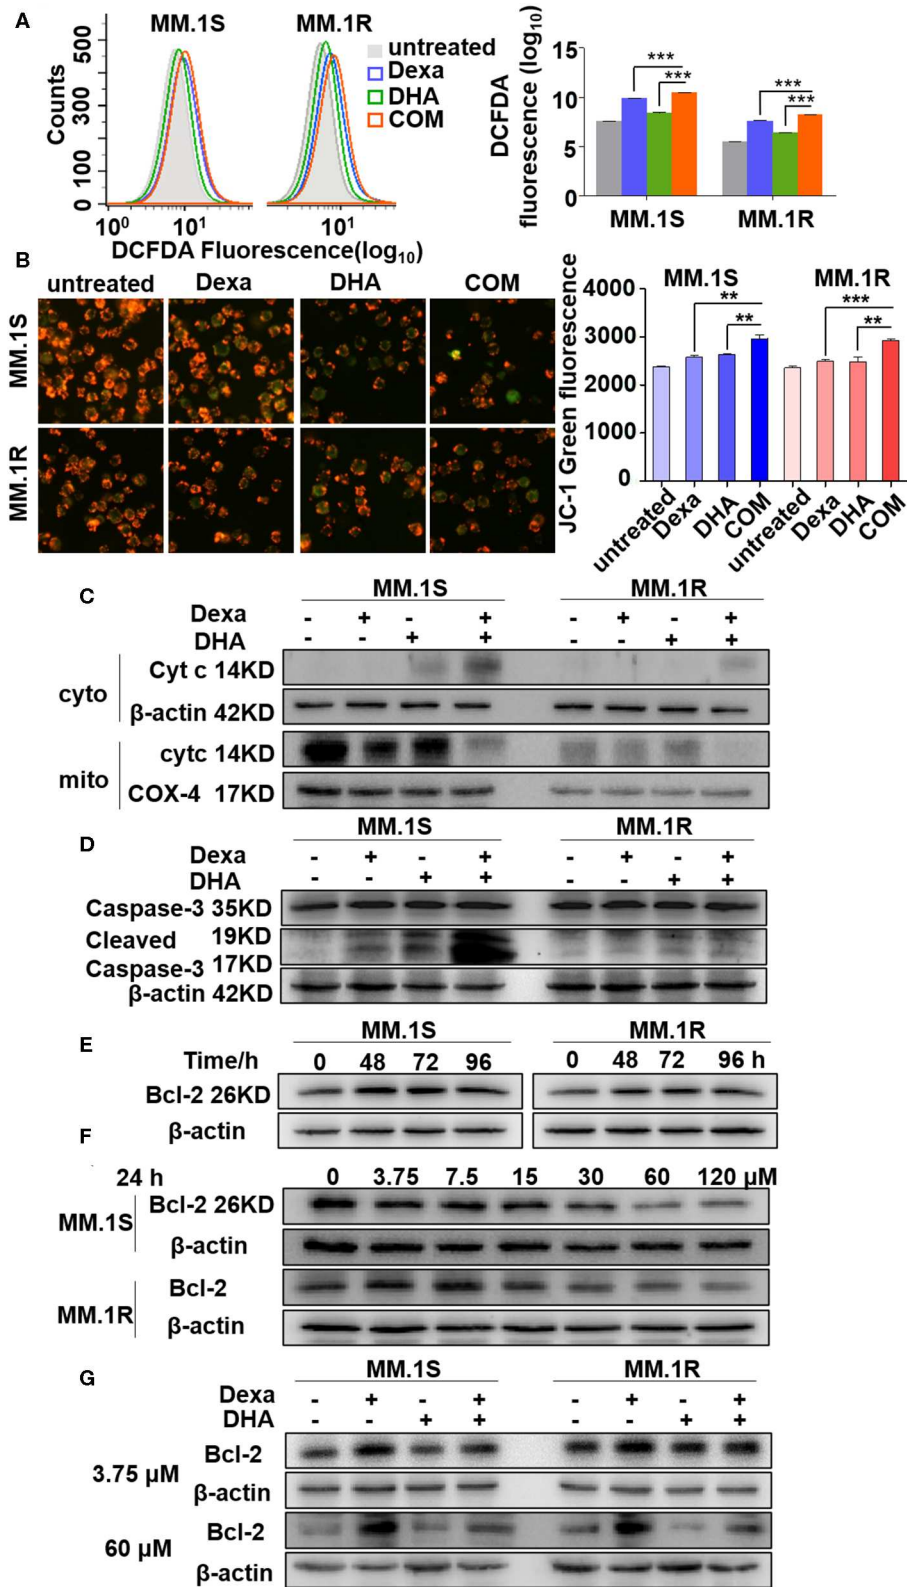 A
MM.1S
MM.1R
untreated
Dexa
DHA
COM
Counts
0 100 300 500
10⁰ 10¹ 10¹
DCFDA Fluorescence(log₁₀)
DCFDA
fluorescence (log₁₀)
15
10
5
0
***
***
***
***
MM.1S MM.1R
B
untreated Dexa DHA COM
MM.1S
MM.1R
JC-1 Green fluorescence
4000
3000
2000
1000
0
MM.1S MM.1R
**
**
***
**
untreated Dexa DHA COM untreated Dexa DHA COM
C
MM.1S MM.1R
Dexa - + - + - + - +
DHA - - + + - - + +
cyto
Cyt c 14KD
β-actin 42KD
mito
cytc 14KD
COX-4 17KD
D
MM.1S MM.1R
Dexa - + - + - + - +
DHA - - + + - - + +
Caspase-3 35KD
Cleaved 19KD
Caspase-3 17KD
β-actin 42KD
E
MM.1S MM.1R
Time/h 0 48 72 96 0 48 72 96 h
Bcl-2 26KD
β-actin
F
24 h 0 3.75 7.5 15 30 60 120 μM
MM.1S
Bcl-2 26KD
β-actin
MM.1R
Bcl-2
β-actin
G
MM.1S MM.1R
Dexa - + - + - + - +
DHA - - + + - - + +
3.75 μM
Bcl-2
β-actin
60 μM
Bcl-2
β-actin